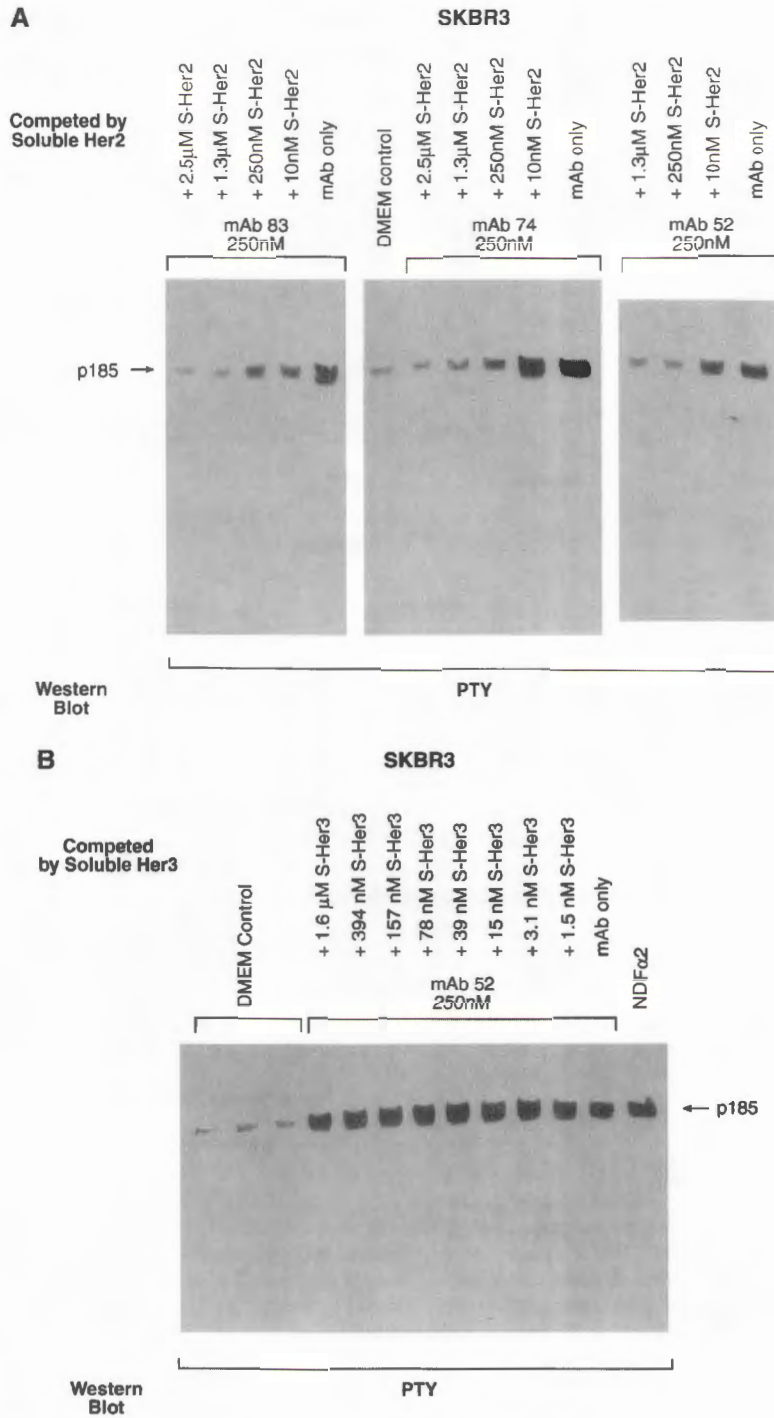 A
SKBR3
Competed by
Soluble Her2
+ 2.5µM S-Her2
+ 1.3µM S-Her2
+ 250nM S-Her2
+ 10nM S-Her2
mAb only
DMEM control
+ 2.5µM S-Her2
+ 1.3µM S-Her2
+ 250nM S-Her2
+ 10nM S-Her2
mAb only
+ 1.3µM S-Her2
+ 250nM S-Her2
+ 10nM S-Her2
mAb only
mAb 83
250nM
mAb 74
250nM
mAb 52
250nM
p185 →
Western
Blot
PTY
B
SKBR3
Competed
by Soluble Her3
DMEM Control
+ 1.6 µM S-Her3
+ 394 nM S-Her3
+ 157 nM S-Her3
+ 78 nM S-Her3
+ 39 nM S-Her3
+ 15 nM S-Her3
+ 3.1 nM S-Her3
+ 1.5 nM S-Her3
mAb only
NDFα2
mAb 52
250nM
← p185
Western
Blot
PTY